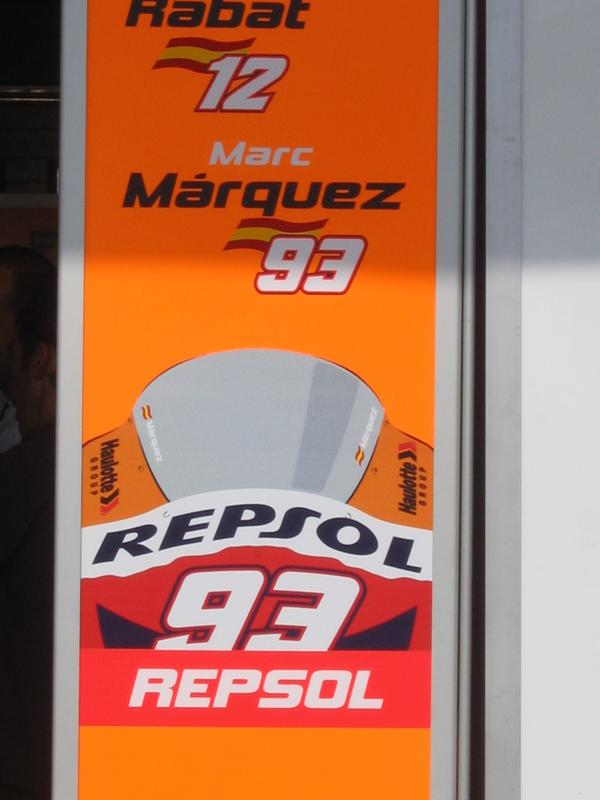 Rabat
12
Marc
Márquez
93
Márquez
Márquez
Haulotte
GROUP
Haulotte
GROUP
REPSOL
93
REPSOL